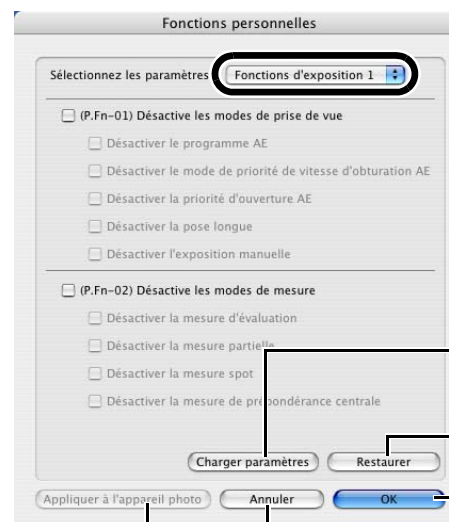 Fonctions personnelles
Sélectionnez les paramètres Fonctions d'exposition 1
(P.Fn-01) Désactive les modes de prise de vue
Désactiver le programme AE
Désactiver le mode de priorité de vitesse d'obturation AE
Désactiver la priorité d'ouverture AE
Désactiver la pose longue
Désactiver l'exposition manuelle
(P.Fn-02) Désactive les modes de mesure
Désactiver la mesure d'évaluation
Désactiver la mesure partielle
Désactiver la mesure spot
Désactiver la mesure de prépondérance centrale
Charger paramètres Restaurer
Appliquer à l'appareil photo Annuler OK